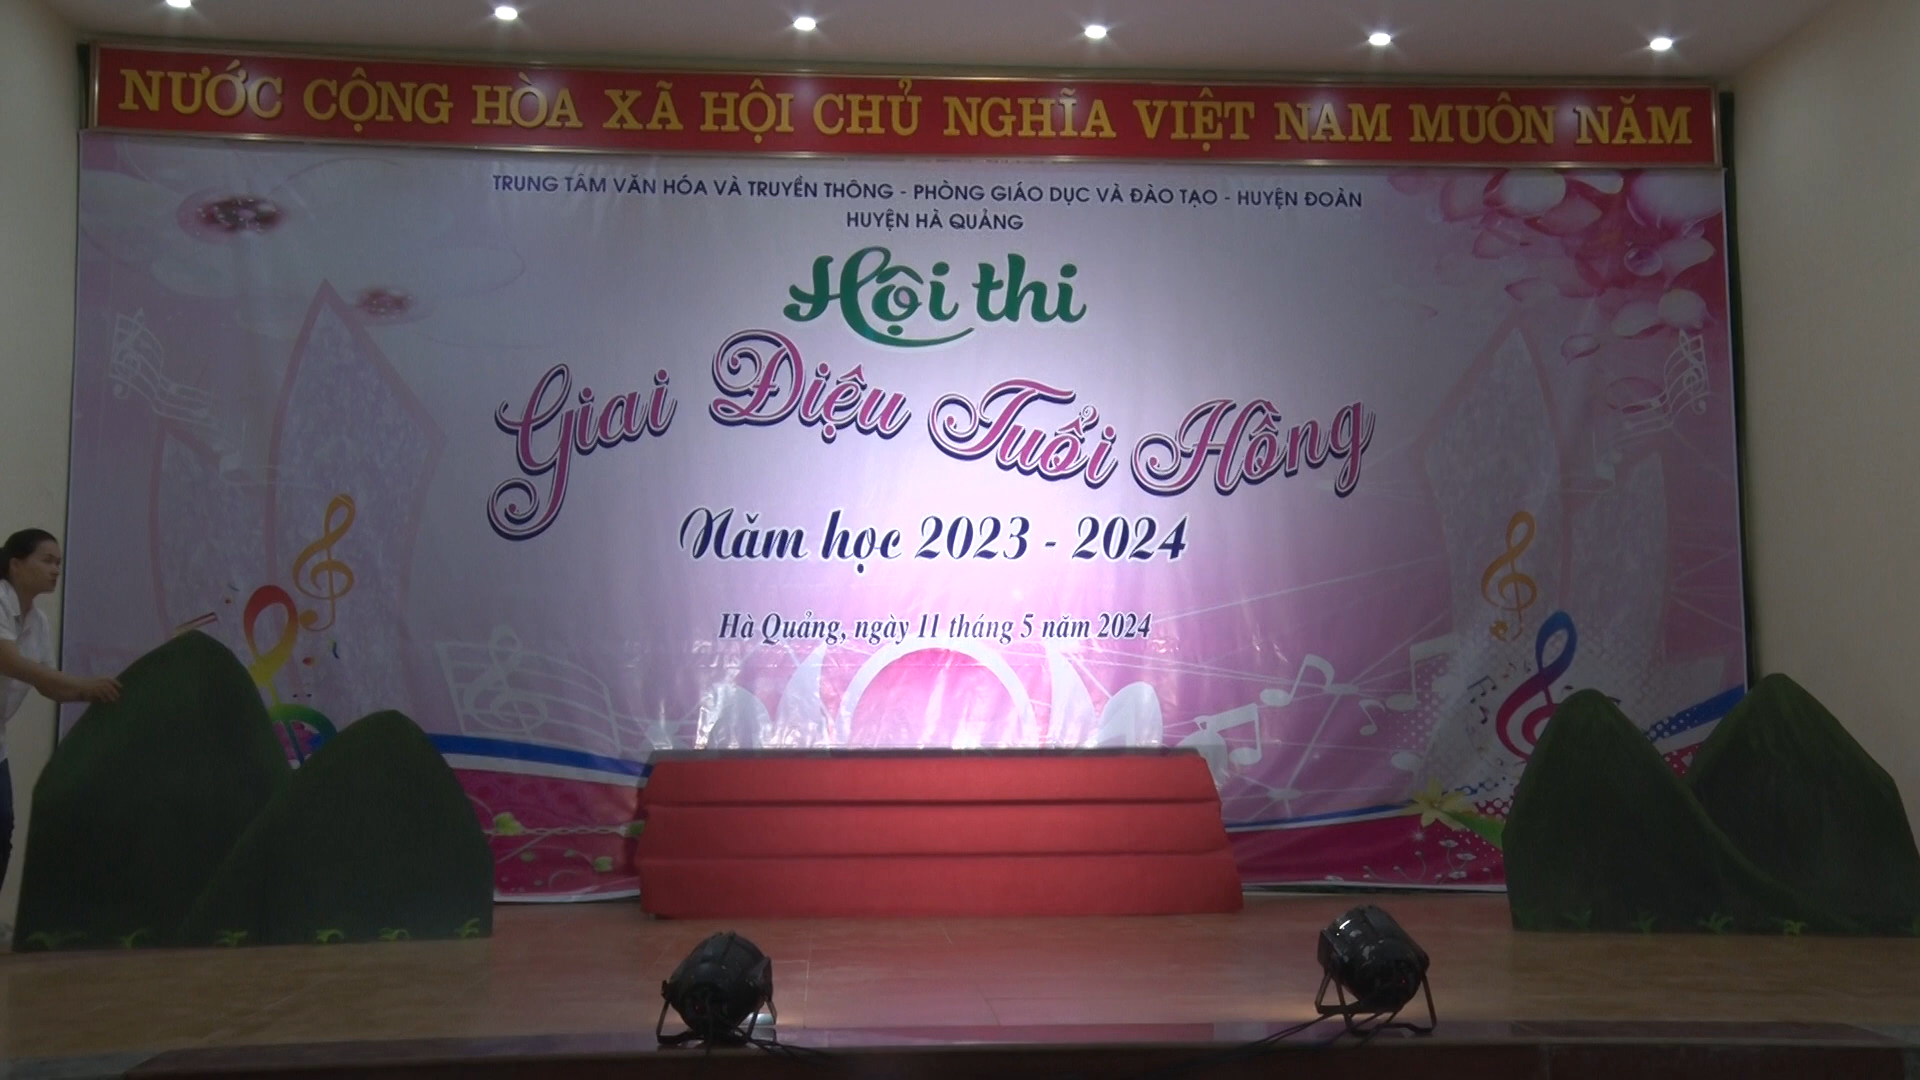 NƯỚC CỘNG HÒA XÃ HỘI CHỦ NGHĨA VIỆT NAM MUÔN NĂM
TRUNG TÂM VĂN HÓA VÀ TRUYỀN THÔNG - PHÒNG GIÁO DỤC VÀ ĐÀO TẠO - HUYỆN ĐOÀN
HUYỆN HÀ QUẢNG
Hội thi
Giai Điệu Tuổi Hồng
Năm học 2023 - 2024
Hà Quảng, ngày 11 tháng 5 năm 2024